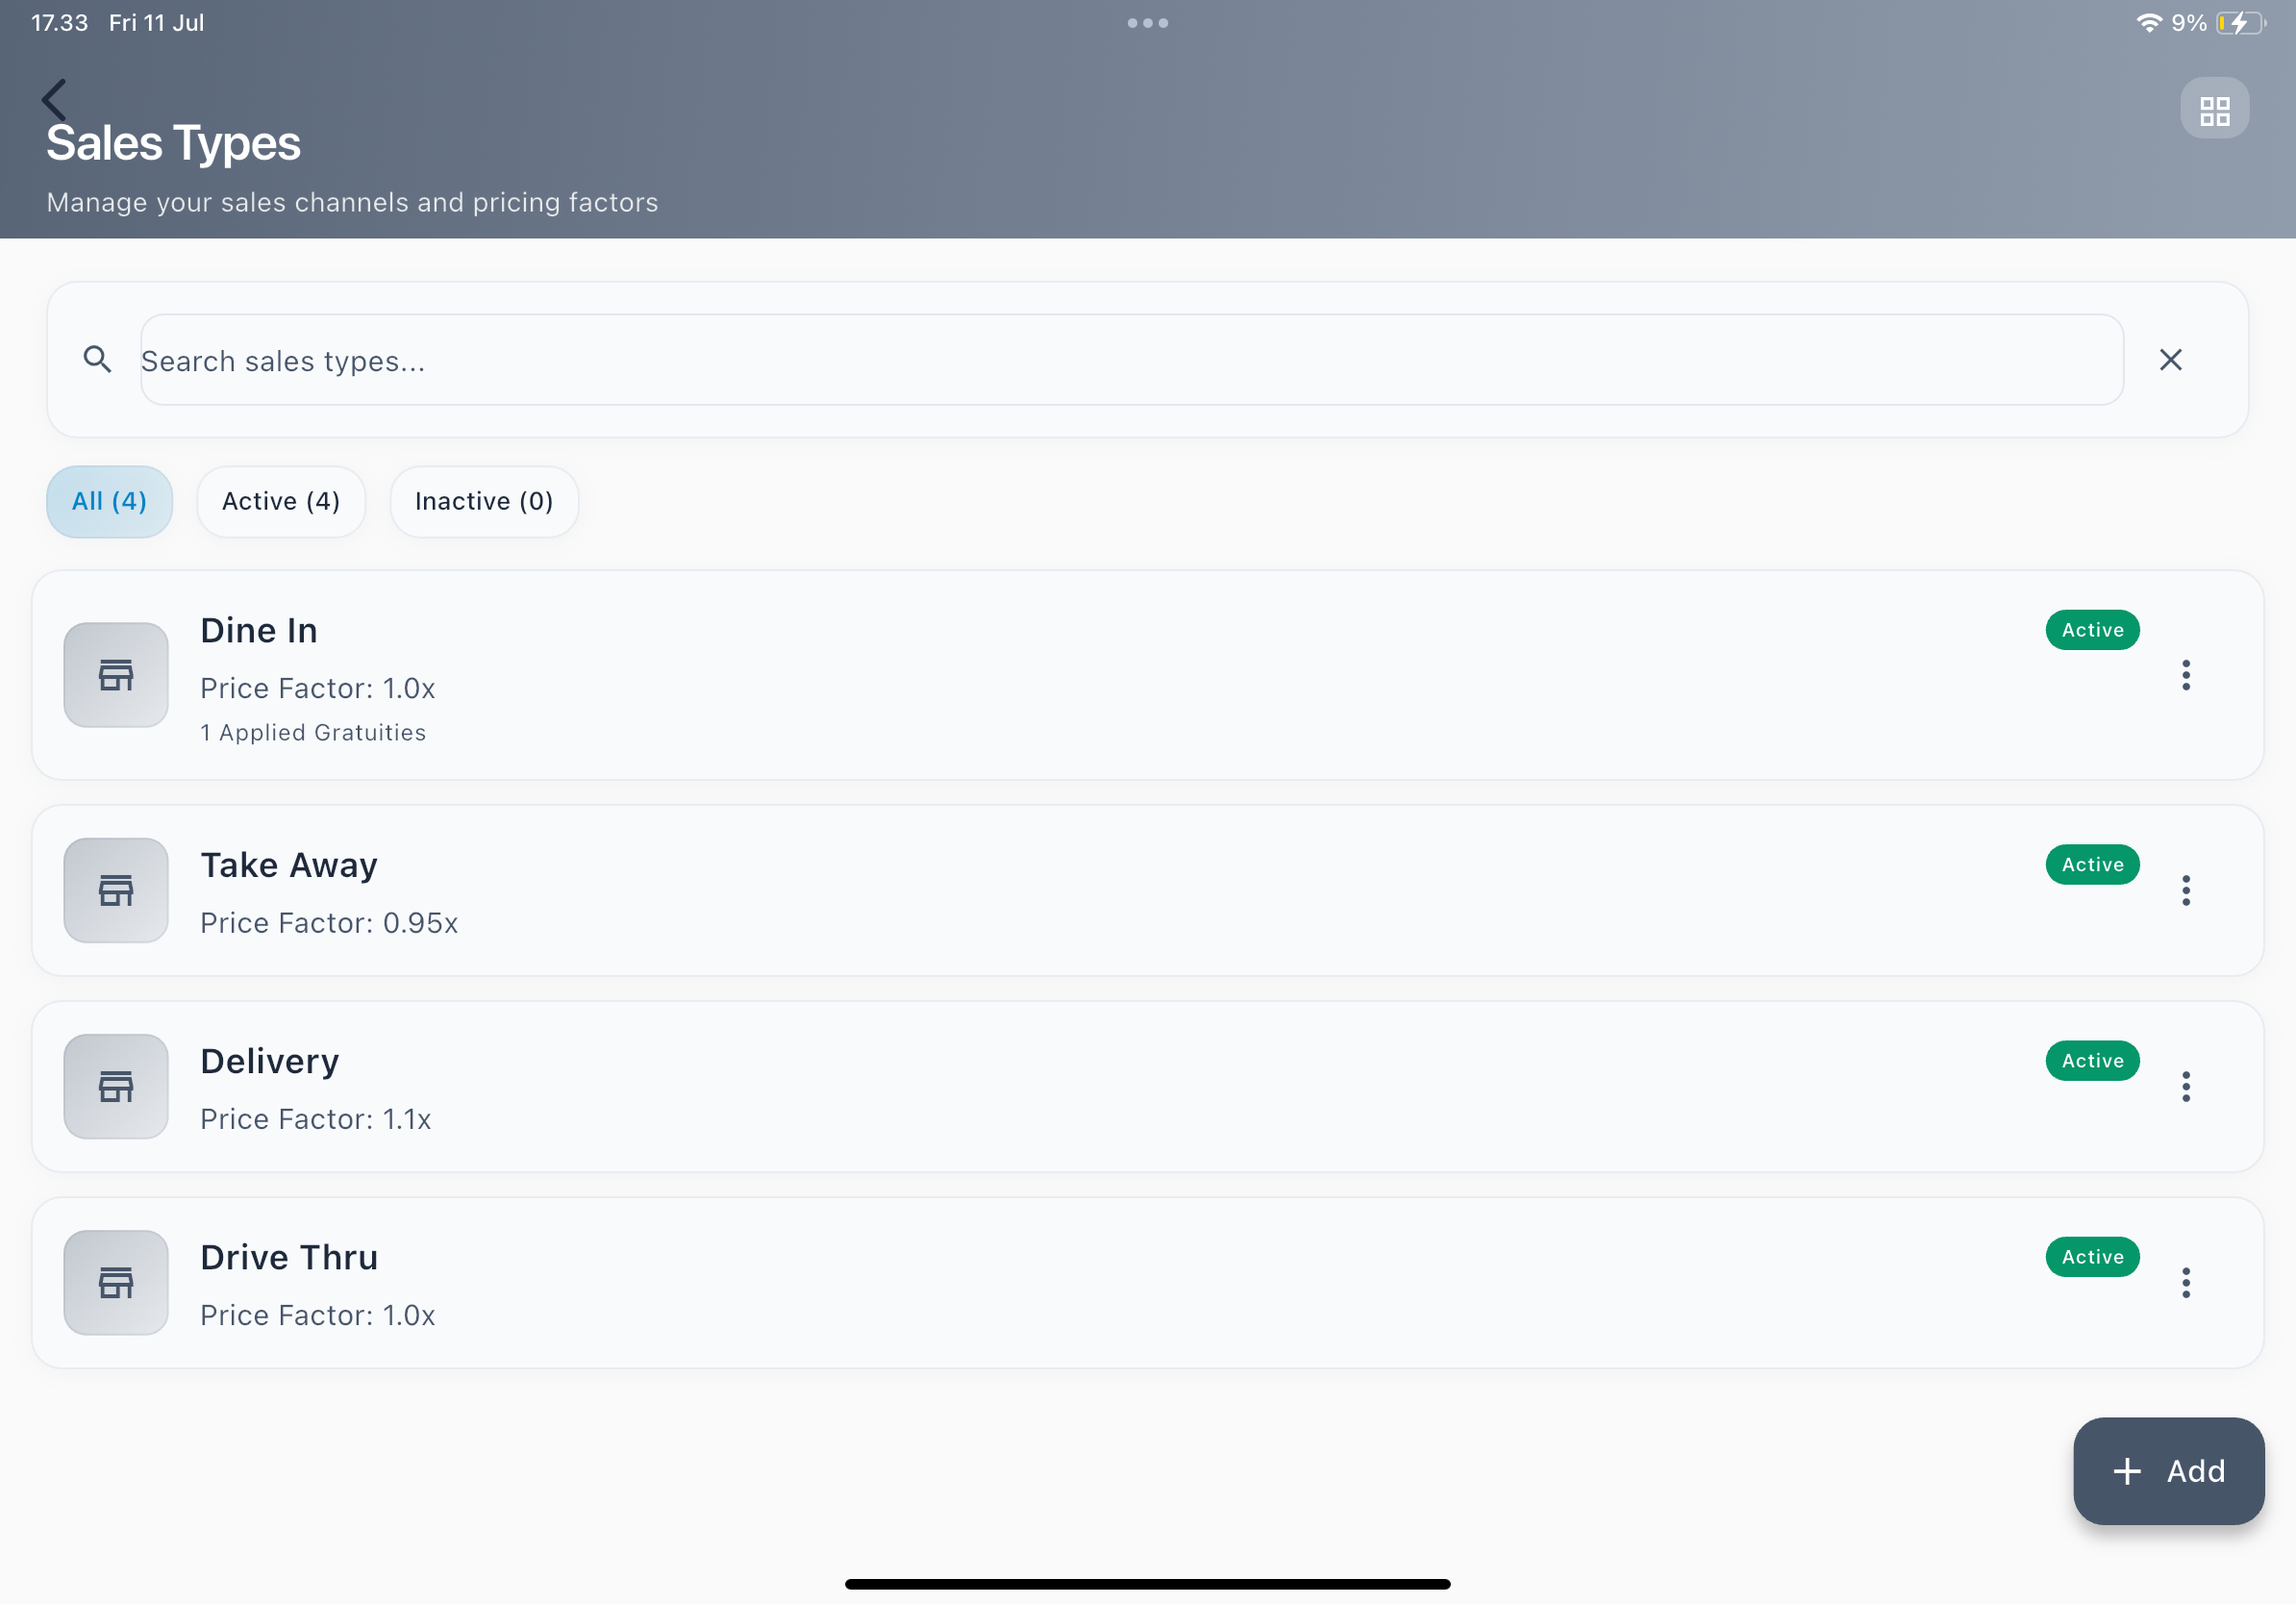 17.33 Fri 11 Jul
9%
Sales Types
Manage your sales channels and pricing factors
Search sales types...
All (4)
Active (4)
Inactive (0)
Dine In
Active
Price Factor: 1.0x
1 Applied Gratuities
Take Away
Active
Price Factor: 0.95x
Delivery
Active
Price Factor: 1.1x
Drive Thru
Active
Price Factor: 1.0x
+ Add